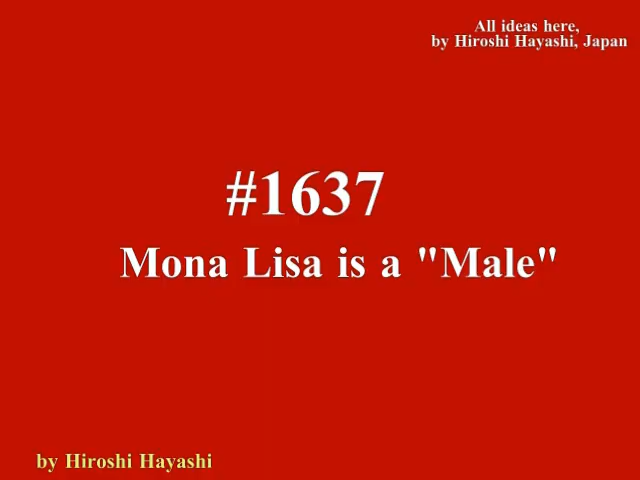 All ideas here,
by Hiroshi Hayashi, Japan
#1637
Mona Lisa is a "Male"
by Hiroshi Hayashi